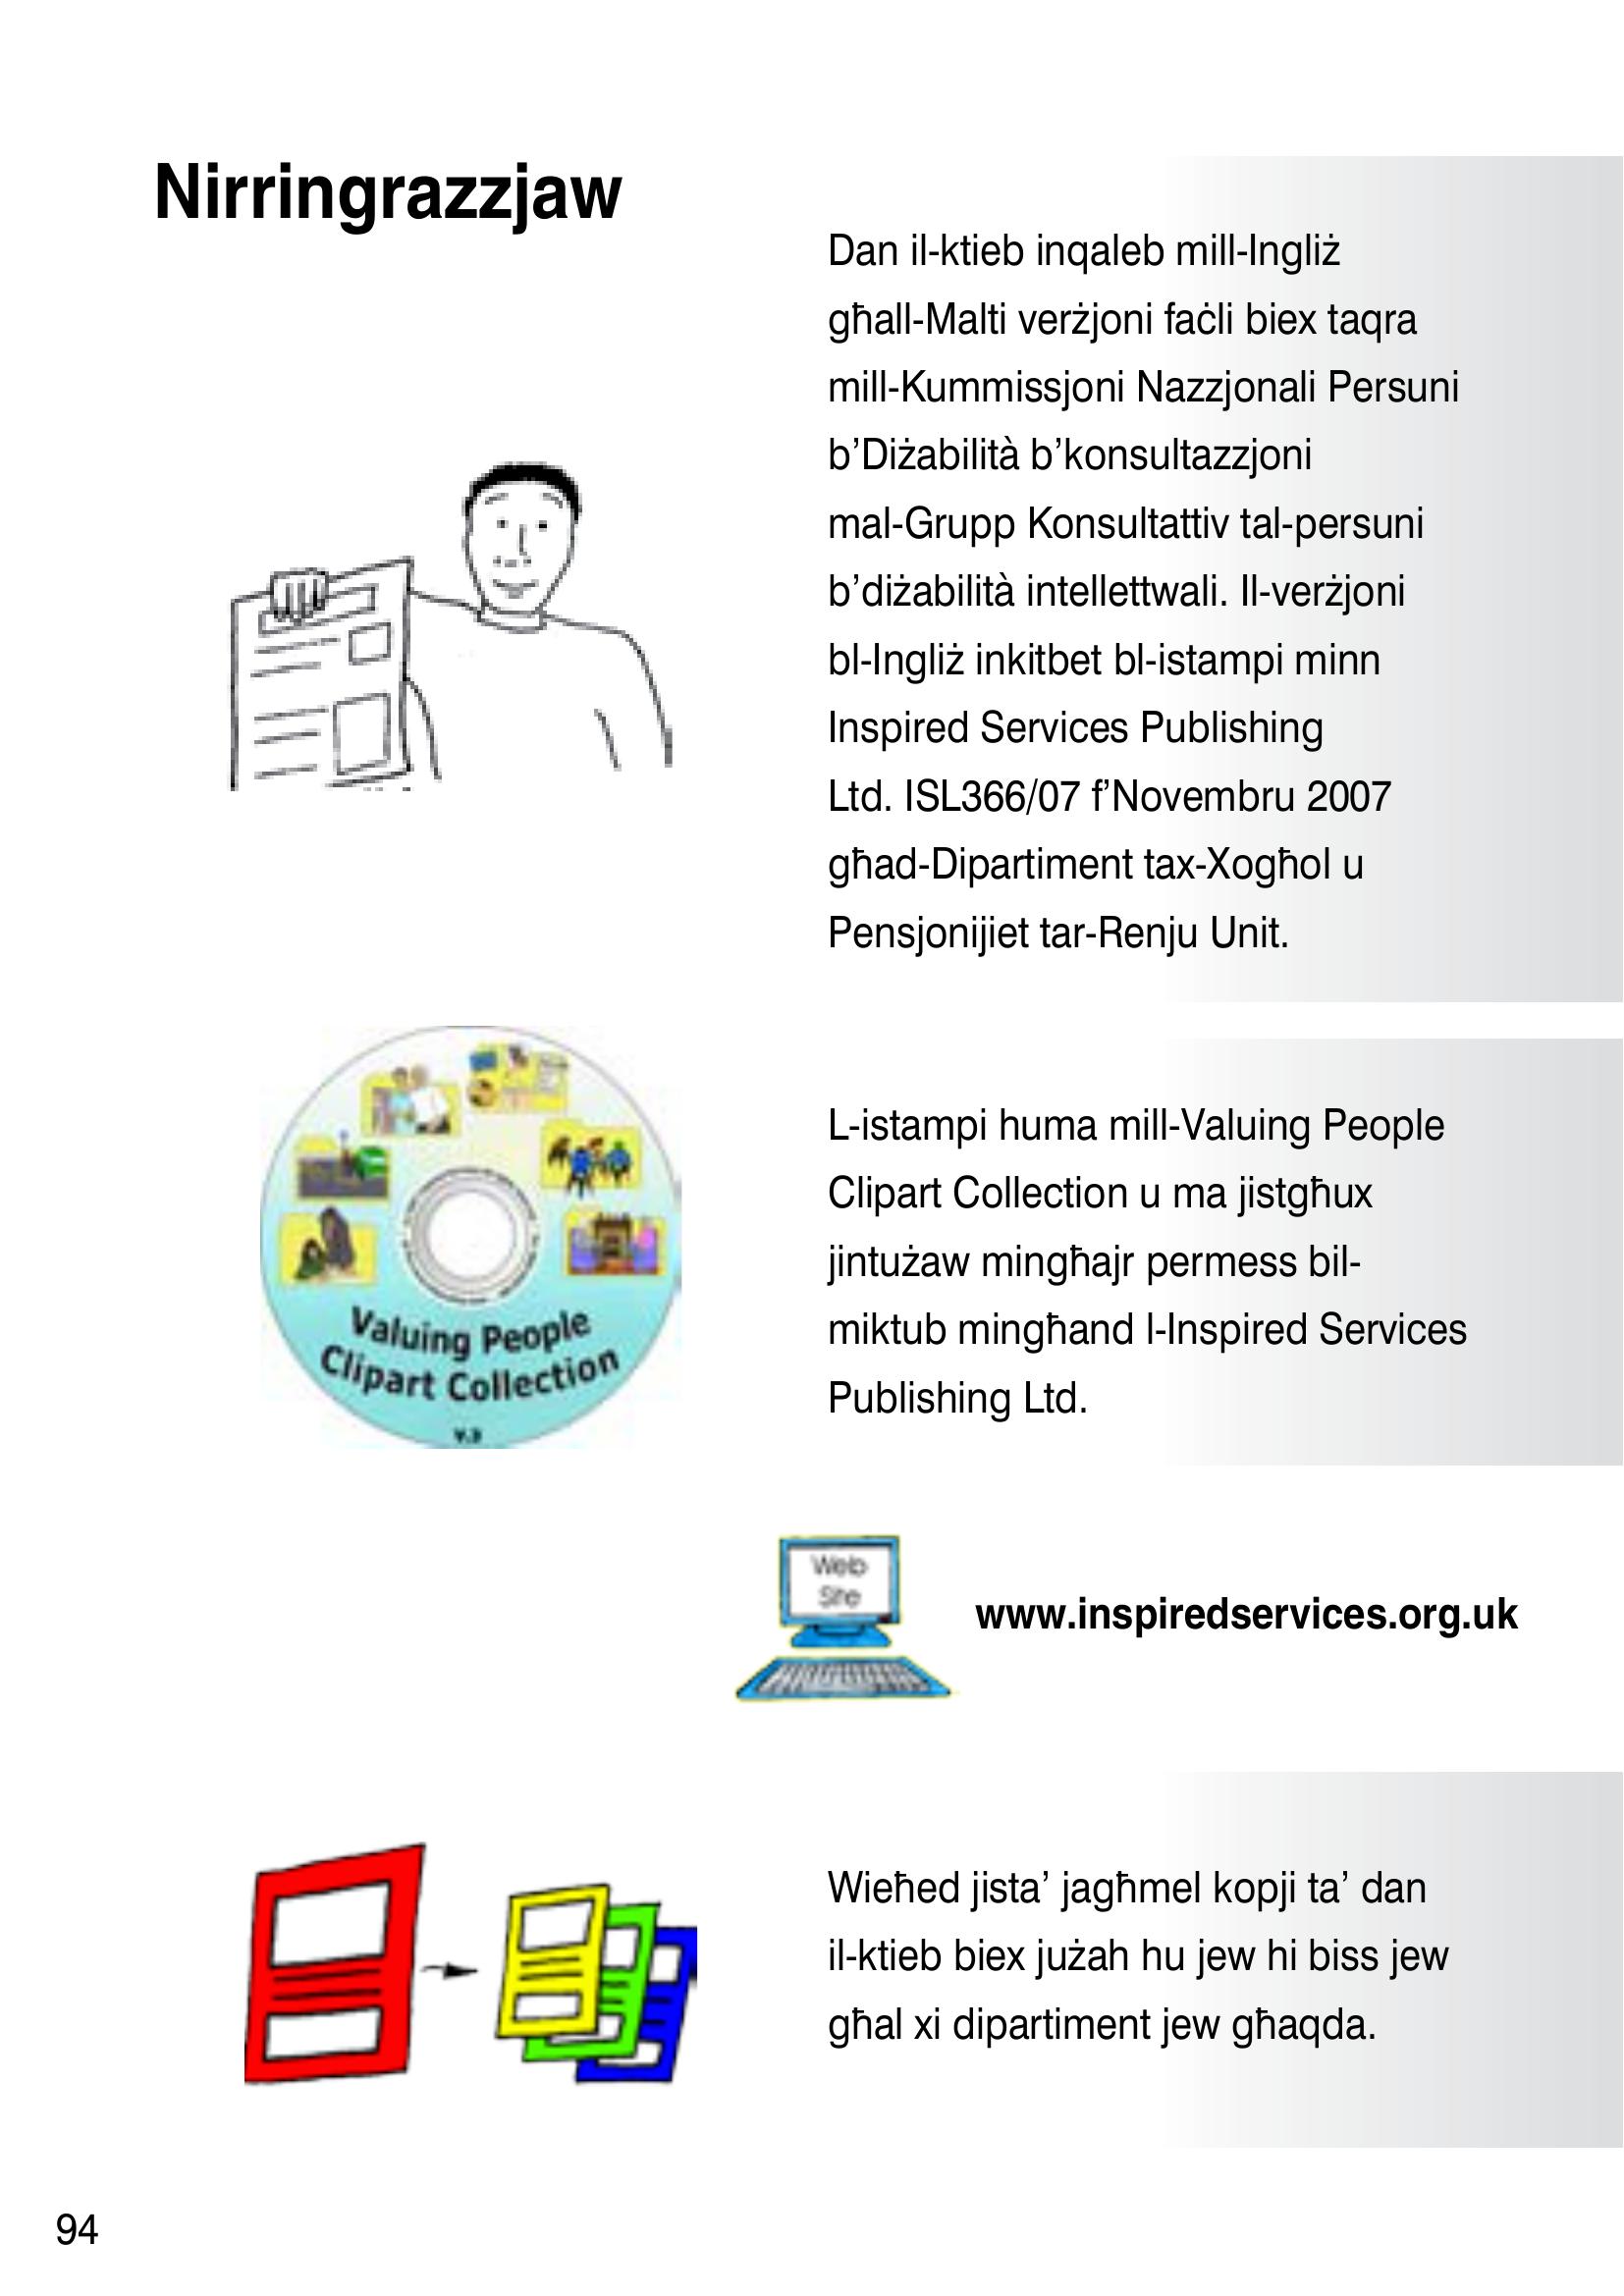 Nirringrazzjaw
Dan il-ktieb inqaleb mill-Ingliż
għall-Malti verżjoni faċli biex taqra
mill-Kummissjoni Nazzjonali Persuni
b’Diżabilità b’konsultazzjoni
mal-Grupp Konsultattiv tal-persuni
b’diżabilità intellettwali. Il-verżjoni
bl-Ingliż inkitbet bl-istampi minn
Inspired Services Publishing
Ltd. ISL366/07 f’Novembru 2007
għad-Dipartiment tax-Xogħol u
Pensjonijiet tar-Renju Unit.
Valuing People
Clipart Collection
V.3
L-istampi huma mill-Valuing People
Clipart Collection u ma jistgħux
jintużaw mingħajr permess bil-
miktub mingħand l-Inspired Services
Publishing Ltd.
Web
Site
www.inspiredservices.org.uk
Wieħed jista’ jagħmel kopji ta’ dan
il-ktieb biex jużah hu jew hi biss jew
għal xi dipartiment jew għaqda.
94